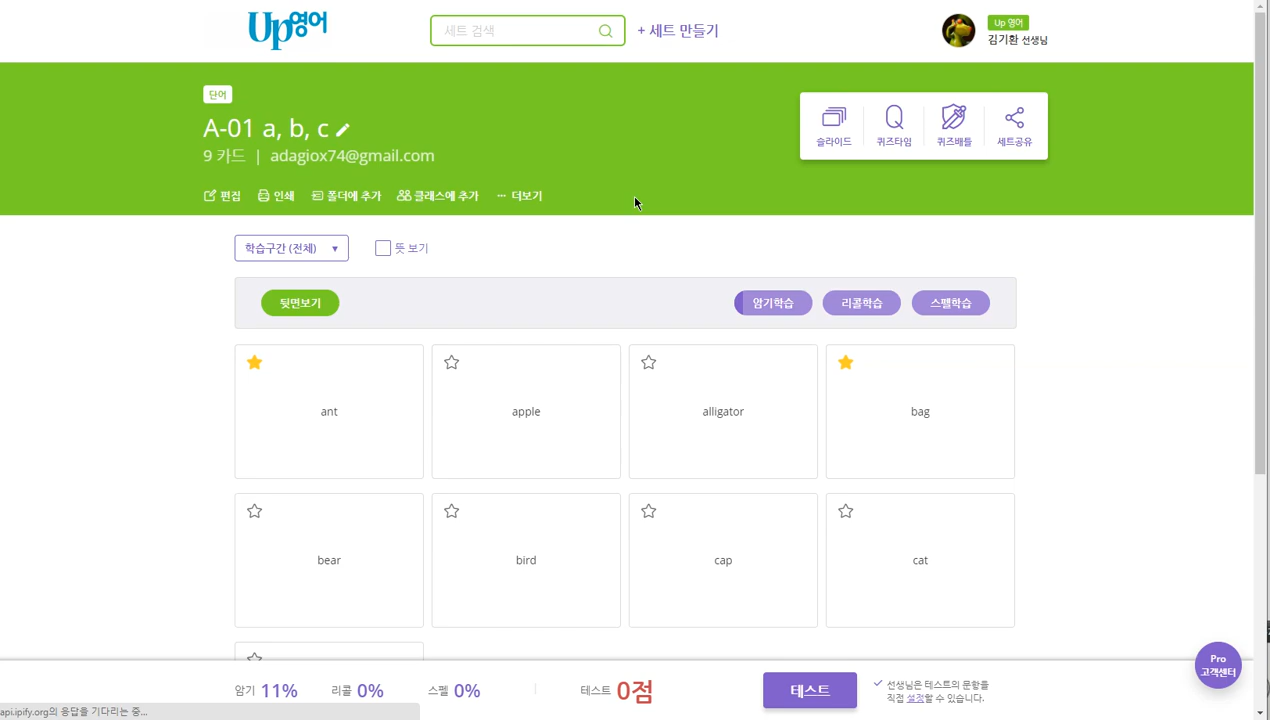 Up영어
세트 검색
+ 세트 만들기
Up 영어
김기환 선생님
단어
A-01 a, b, c
9 카드 | adagiox74@gmail.com
슬라이드
퀴즈타임
퀴즈배틀
세트공유
편집
인쇄
폴더에 추가
클래스에 추가
··· 더보기
학습구간 (전체) ▼
뜻 보기
뒷면보기
암기학습
리콜학습
스펠학습
ant
apple
alligator
bag
bear
bird
cap
cat
암기 11%
리콜 0%
스펠 0%
테스트 0점
테스트
선생님은 테스트의 문항을
직접 설정할 수 있습니다.
Pro
고객센터
api.ipify.org의 응답을 기다리는 중...